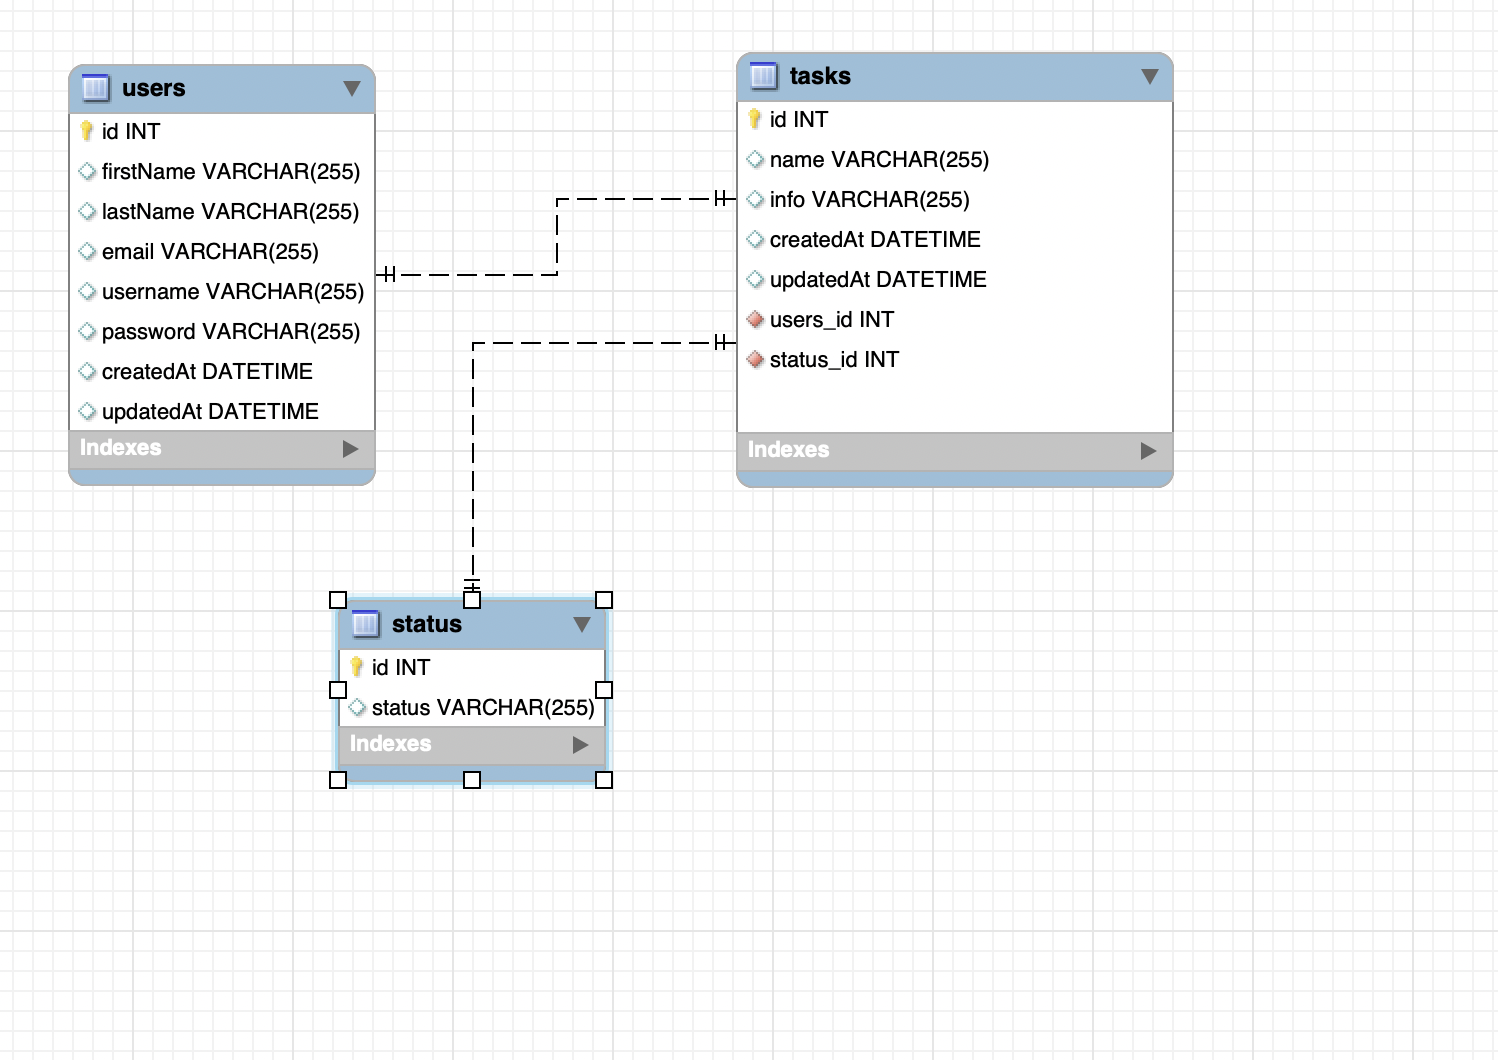 users
id INT
firstName VARCHAR(255)
lastName VARCHAR(255)
email VARCHAR(255)
username VARCHAR(255)
password VARCHAR(255)
createdAt DATETIME
updatedAt DATETIME
Indexes
tasks
id INT
name VARCHAR(255)
info VARCHAR(255)
createdAt DATETIME
updatedAt DATETIME
users_id INT
status_id INT
Indexes
status
id INT
status VARCHAR(255)
Indexes